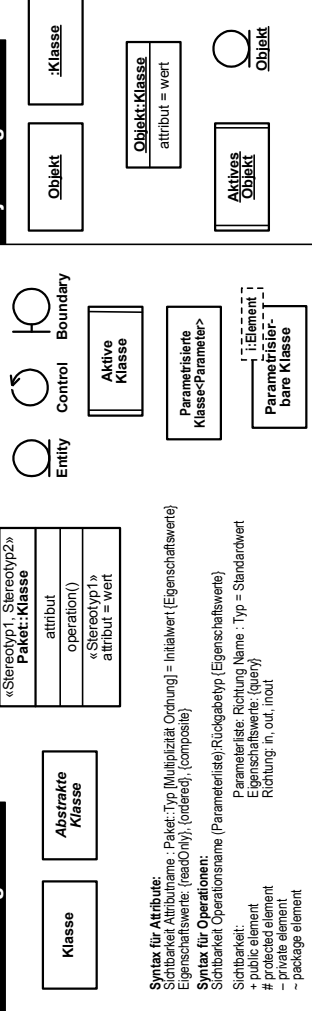 Klasse
Abstrakte
Klasse
«Stereotyp1, Stereotyp2»
Paket::Klasse
attribut
operation()
«Stereotyp1»
attribut = wert
Entity
Control
Boundary
Aktive
Klasse
Parametrisierte
Klasse<Parameter>
i:Element
Parametrisier-
bare Klasse
Syntax für Attribute:
Sichtbarkeit Attributname : Paket::Typ [Multiplizität Ordnung] = Initialwert {Eigenschaftswerte}
Eigenschaftswerte: {readOnly}, {ordered}, {composite}
Syntax für Operationen:
Sichtbarkeit Operationsname (Parameterliste):Rückgabetyp {Eigenschaftswerte}
Sichtbarkeit:
+ public element
# protected element
– private element
~ package element
Parameterliste: Richtung Name : Typ = Standardwert
Eigenschaftswerte: {query}
Richtung: in, out, inout
Objekt
:Klasse
Objekt:Klasse
attribut = wert
Aktives
Objekt
Objekt